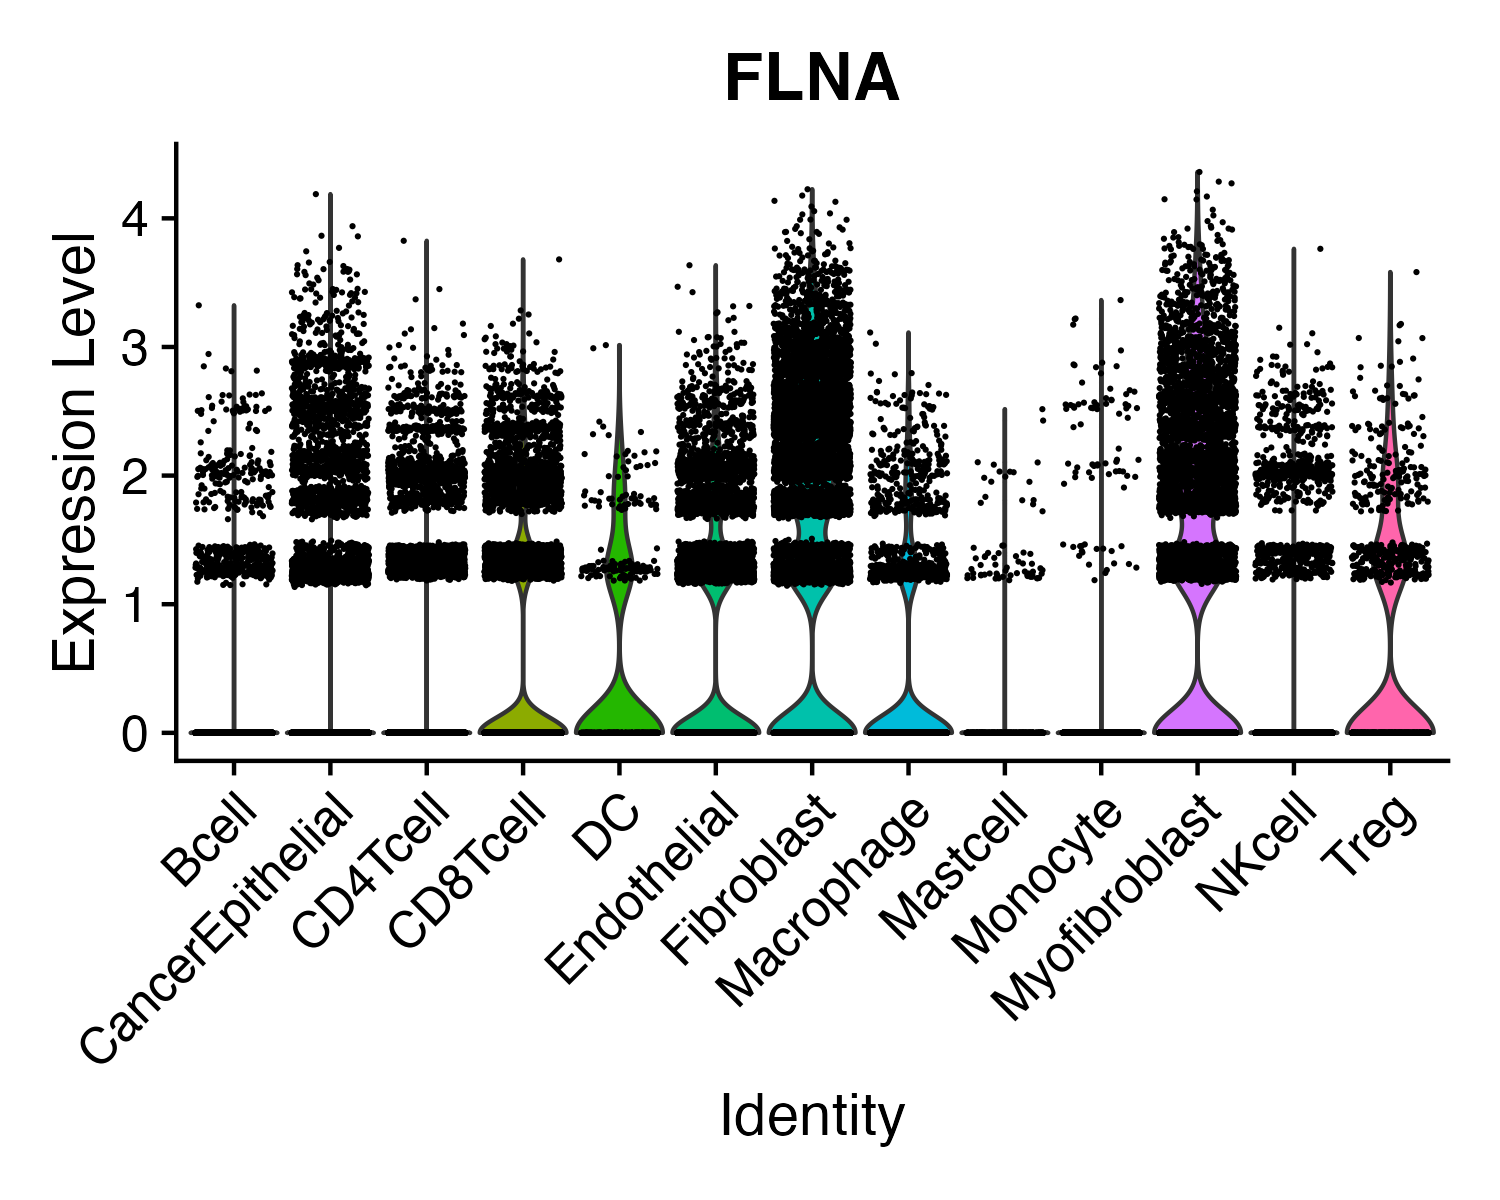 FLNA
Expression Level
4
3
2
1
0
Bcell
CancerEpithelial
CD4Tcell
CD8Tcell
DC
Endothelial
Fibroblast
Macrophage
Mastcell
Monocyte
Myofibroblast
NKcell
Treg
Identity